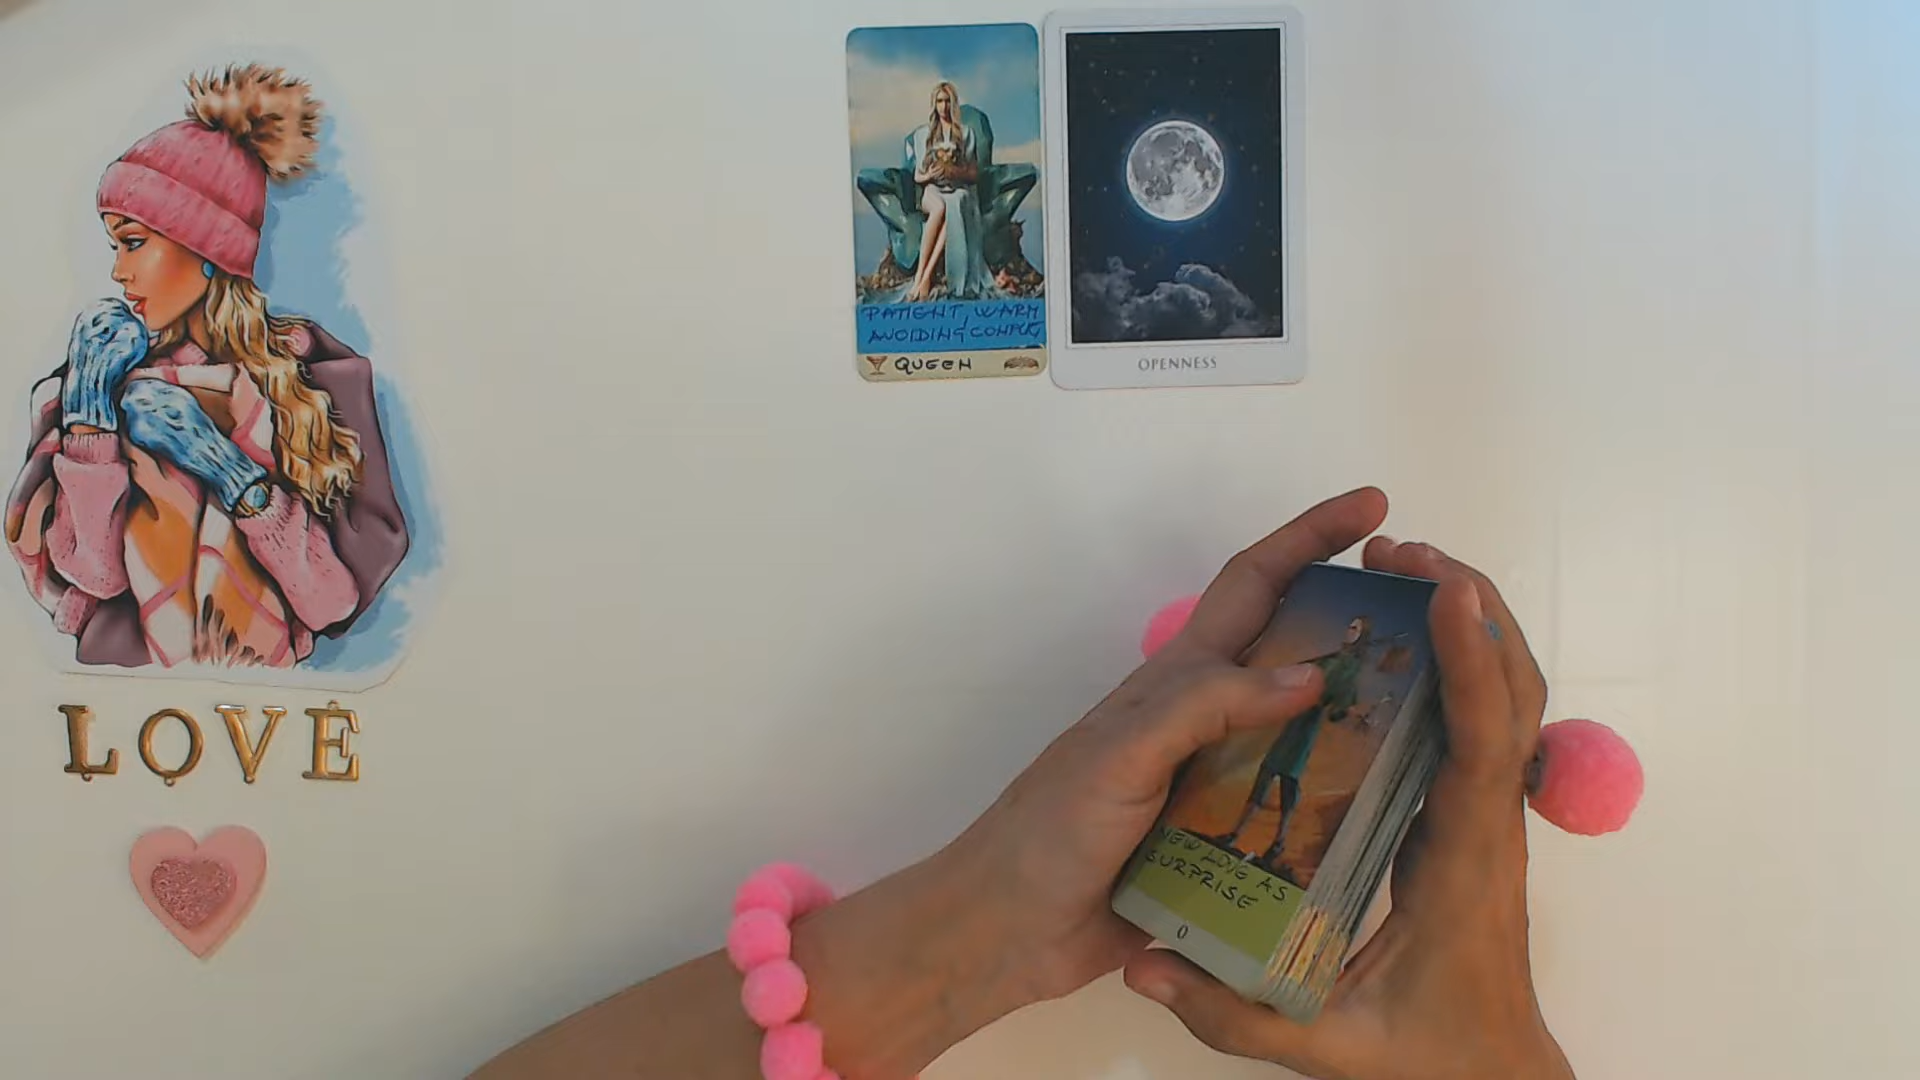 PATIENT, WARM
AVOIDING CONFLICT
QUEEN
OPENNESS
LOVE
NEW LOVE AS
SURPRISE
0